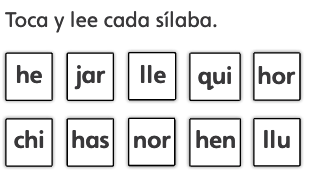 Toca y lee cada sílaba.
he jar lle qui hor
chi has nor hen llu